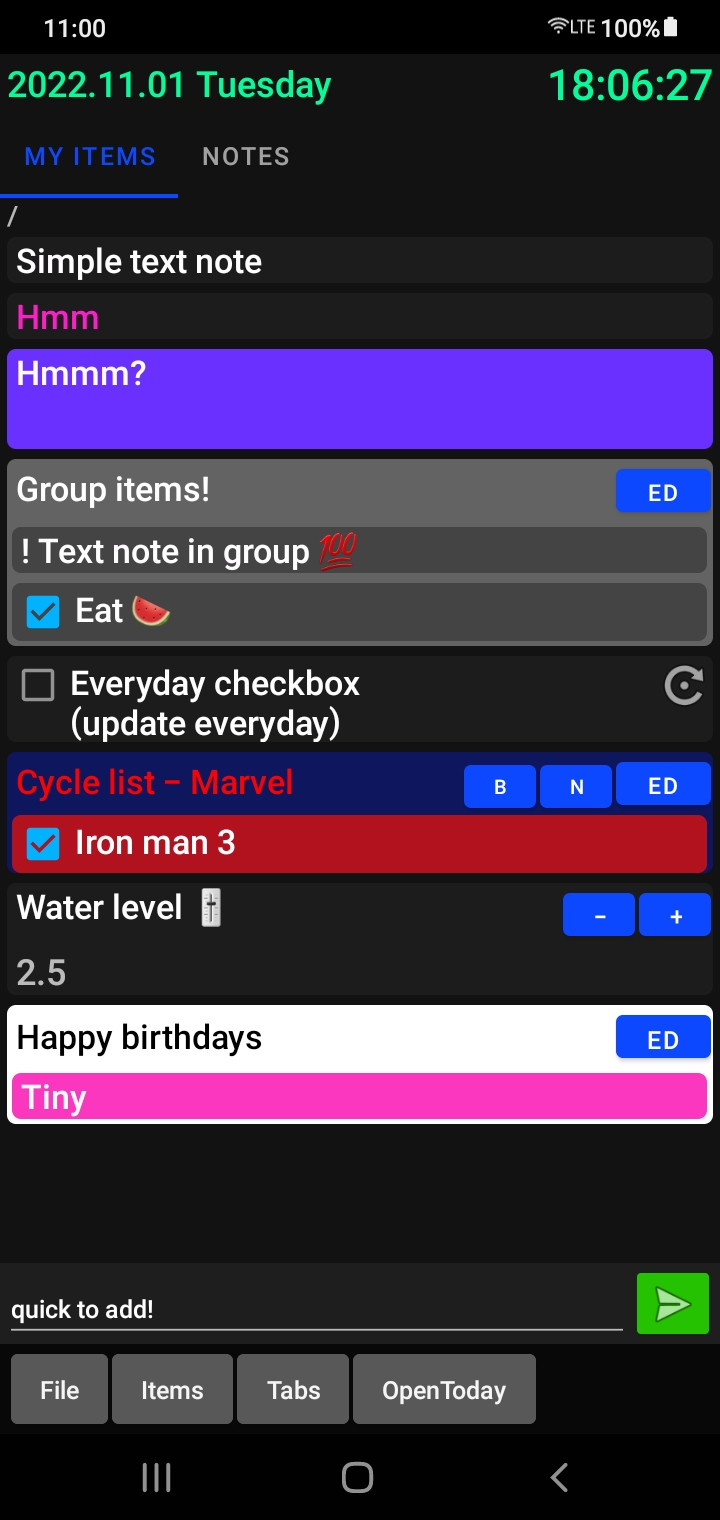 11:00 LTE 100%
2022.11.01 Tuesday 18:06:27
MY ITEMS NOTES
/
Simple text note
Hmm
Hmmm?
Group items! ED
! Text note in group 💯
Eat 🍉
Everyday checkbox
(update everyday)
Cycle list – Marvel B N ED
Iron man 3
Water level 🎚 - +
2.5
Happy birthdays ED
Tiny
quick to add!
File Items Tabs OpenToday